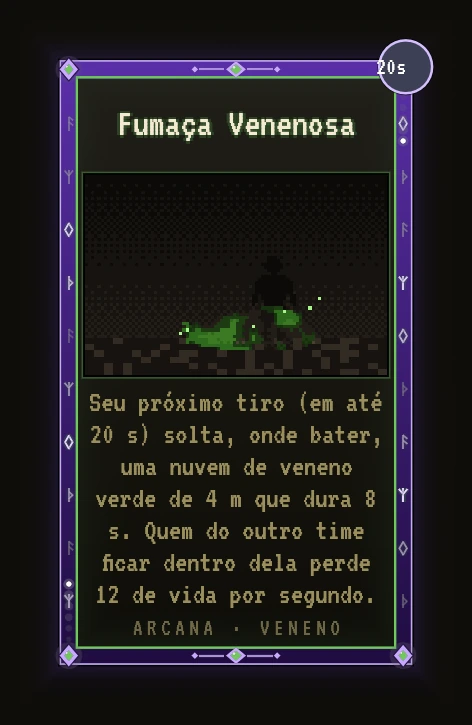 20s
Fumaça Venenosa
Seu próximo tiro (em até
20 s) solta, onde bater,
uma nuvem de veneno
verde de 4 m que dura 8
s. Quem do outro time
ficar dentro dela perde
12 de vida por segundo.
ARCANA · VENENO